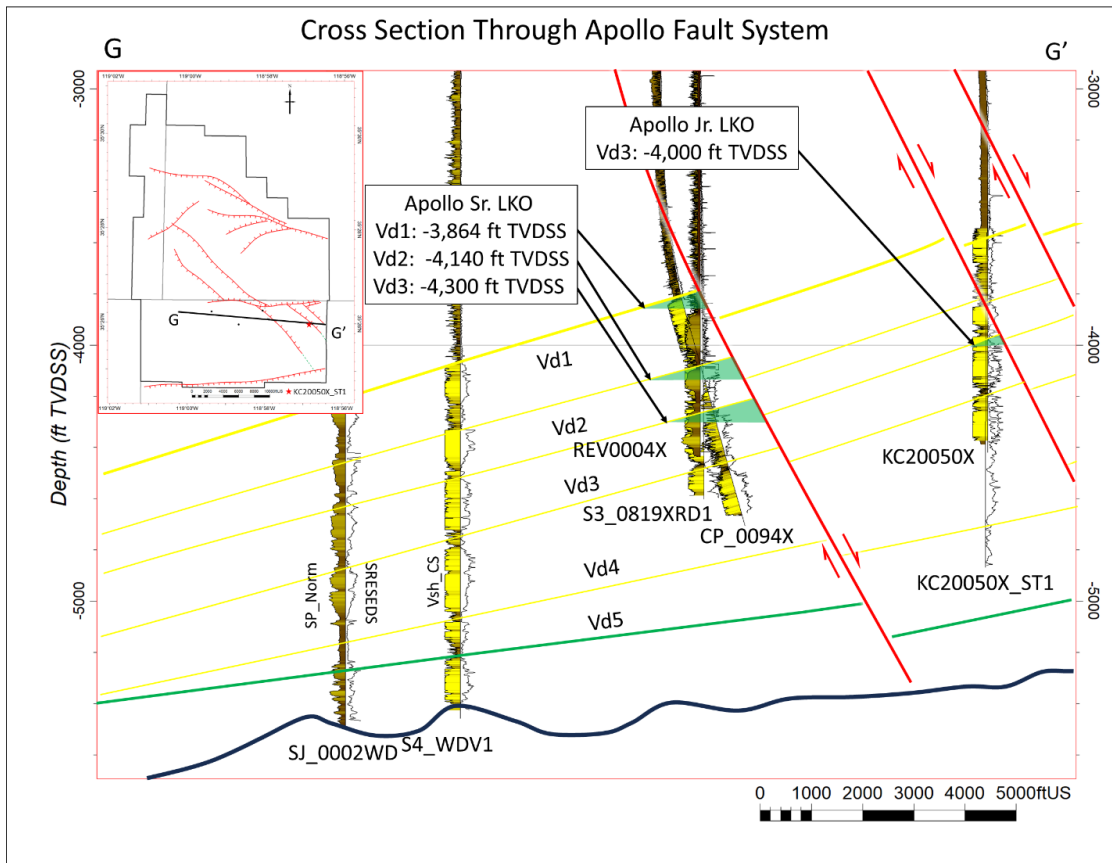 Cross Section Through Apollo Fault System
G
G'
-3000
-4000
-5000
Depth (ft TVDSS)
-3000
-4000
-5000
G
G'
KC20050X_ST1
Apollo Jr. LKO
Vd3: -4,000 ft TVDSS
Apollo Sr. LKO
Vd1: -3,864 ft TVDSS
Vd2: -4,140 ft TVDSS
Vd3: -4,300 ft TVDSS
Vd1
Vd2
Vd3
Vd4
Vd5
REV0004X
S3_0819XRD1
CP_0094X
KC20050X
KC20050X_ST1
SP_Norm
SRESEDS
Vsh_CS
SJ_0002WD
S4_WDV1
0 1000 2000 3000 4000 5000ftUS